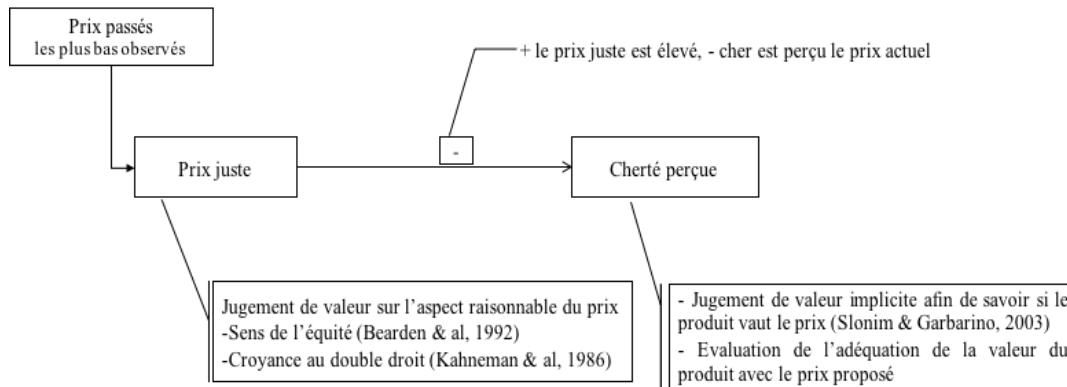 Prix passés
les plus bas observés
+ le prix juste est élevé, - cher est perçu le prix actuel
-
Prix juste
Cherté perçue
Jugement de valeur sur l'aspect raisonnable du prix
-Sens de l'équité (Bearden & al, 1992)
-Croyance au double droit (Kahneman & al, 1986)
- Jugement de valeur implicite afin de savoir si le
produit vaut le prix (Slonim & Garbarino, 2003)
- Evaluation de l'adéquation de la valeur du
produit avec le prix proposé